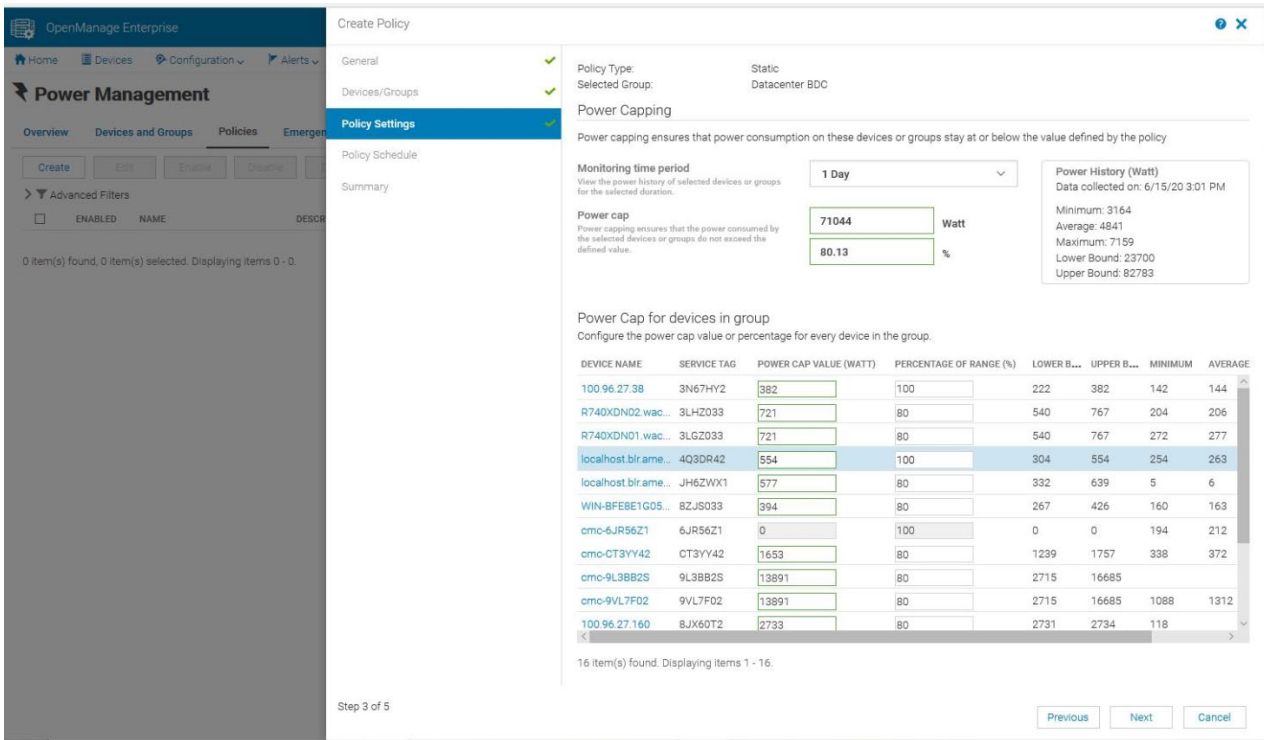 OpenManage Enterprise
Home Devices Configuration Alerts
Power Management
Overview Devices and Groups Policies Emergen
Create Edit Enable Disable
Advanced Filters
ENABLED NAME DESCR
0 item(s) found, 0 item(s) selected. Displaying items 0 - 0.
Create Policy
General
Devices/Groups
Policy Settings
Policy Schedule
Summary
Step 3 of 5
Policy Type: Static
Selected Group: Datacenter BDC
Power Capping
Power capping ensures that power consumption on these devices or groups stay at or below the value defined by the policy
Monitoring time period
View the power history of selected devices or groups
for the selected duration.
1 Day
Power cap
Power capping ensures that the power consumed by
the selected devices or groups do not exceed the
defined value.
71044 Watt
80.13 %
Power History (Watt)
Data collected on: 6/15/20 3:01 PM
Minimum: 3164
Average: 4841
Maximum: 7159
Lower Bound: 23700
Upper Bound: 82783
Power Cap for devices in group
Configure the power cap value or percentage for every device in the group.
DEVICE NAME SERVICE TAG POWER CAP VALUE (WATT) PERCENTAGE OF RANGE (%) LOWER B... UPPER B... MINIMUM AVERAGE
100.96.27.38 3N67HY2 382 100 222 382 142 144
R740XDN02.wac... 3LHZ033 721 80 540 767 204 206
R740XDN01.wac... 3LGZ033 721 80 540 767 272 277
localhost.blr.ame... 4Q3DR42 554 100 304 554 254 263
localhost.blr.ame... JH6ZWX1 577 80 332 639 5 6
WIN-BFE8E1G05... 8ZJS033 394 80 267 426 160 163
cmc-6JR56Z1 6JR56Z1 0 100 0 0 194 212
cmc-CT3YY42 CT3YY42 1653 80 1239 1757 338 372
cmc-9L3BB2S 9L3BB2S 13891 80 2715 16685
cmc-9VL7F02 9VL7F02 13891 80 2715 16685 1088 1312
100.96.27.160 8JX60T2 2733 80 2731 2734 118
16 item(s) found. Displaying items 1 - 16.
Previous Next Cancel